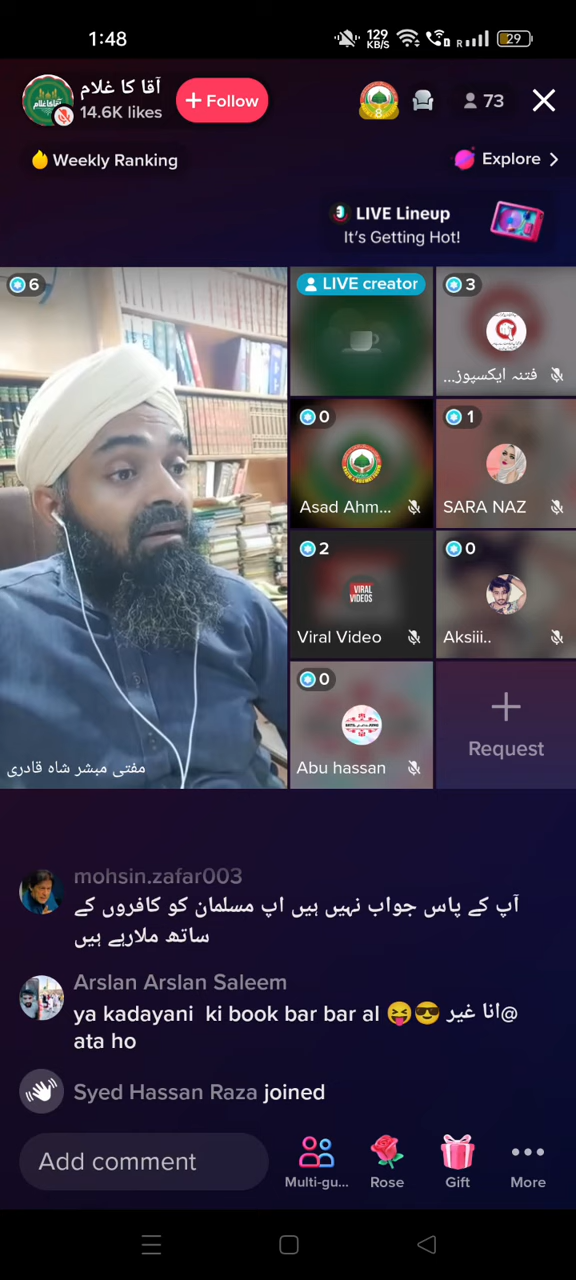 1:48
129 KB/S
R
29
آقا کا غلام
14.6K likes
+ Follow
8
73
Weekly Ranking
Explore >
LIVE Lineup
It's Getting Hot!
6
LIVE creator
3
فتنہ ایکسپوز...
0
Asad Ahm...
1
SARA NAZ
2
VIRAL
VIDEOS
Viral Video
0
Aksiii..
0
Abu hassan
Request
مفتی مبشر شاہ قادری
mohsin.zafar003
آپ کے پاس جواب نہیں ہیں اپ مسلمان کو کافروں کے
ساتھ ملارہے ہیں
Arslan Arslan Saleem
@انا غیر 😎😝 ya kadayani ki book bar bar al
ata ho
Syed Hassan Raza joined
Add comment
Multi-gu...
Rose
Gift
More